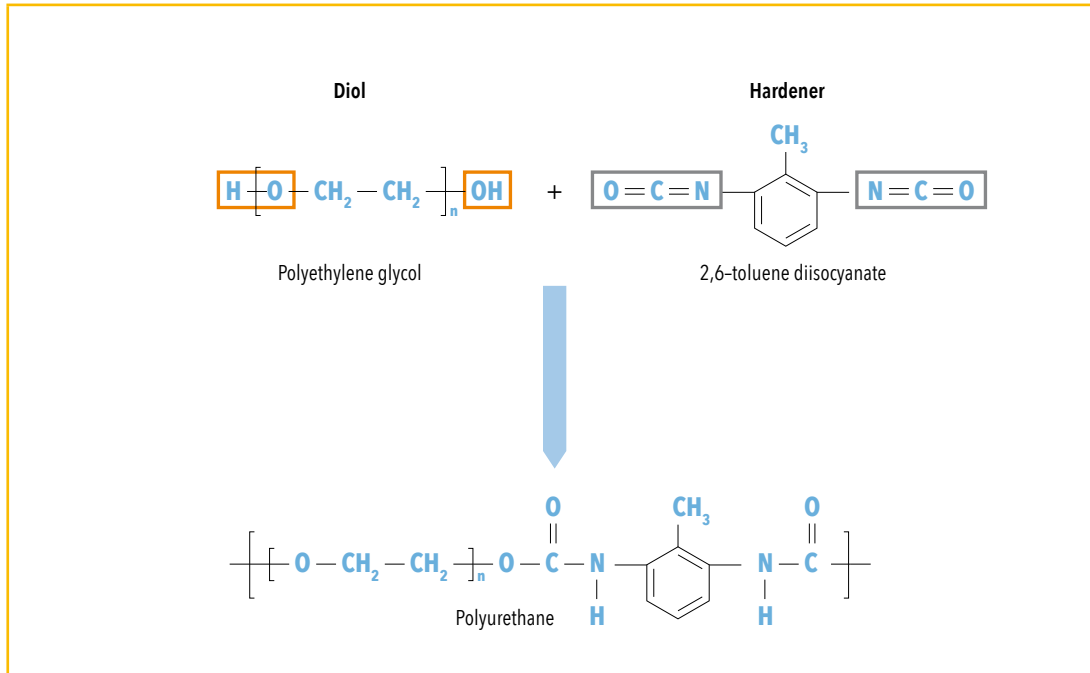 Diol Hardener
CH₃
H [ O CH₂ CH₂ ]n OH + O=C=N N=C=O
Polyethylene glycol 2,6–toluene diisocyanate
O CH₃ O
[ [ O CH₂ CH₂ ]n O C N N C ]
Polyurethane H H